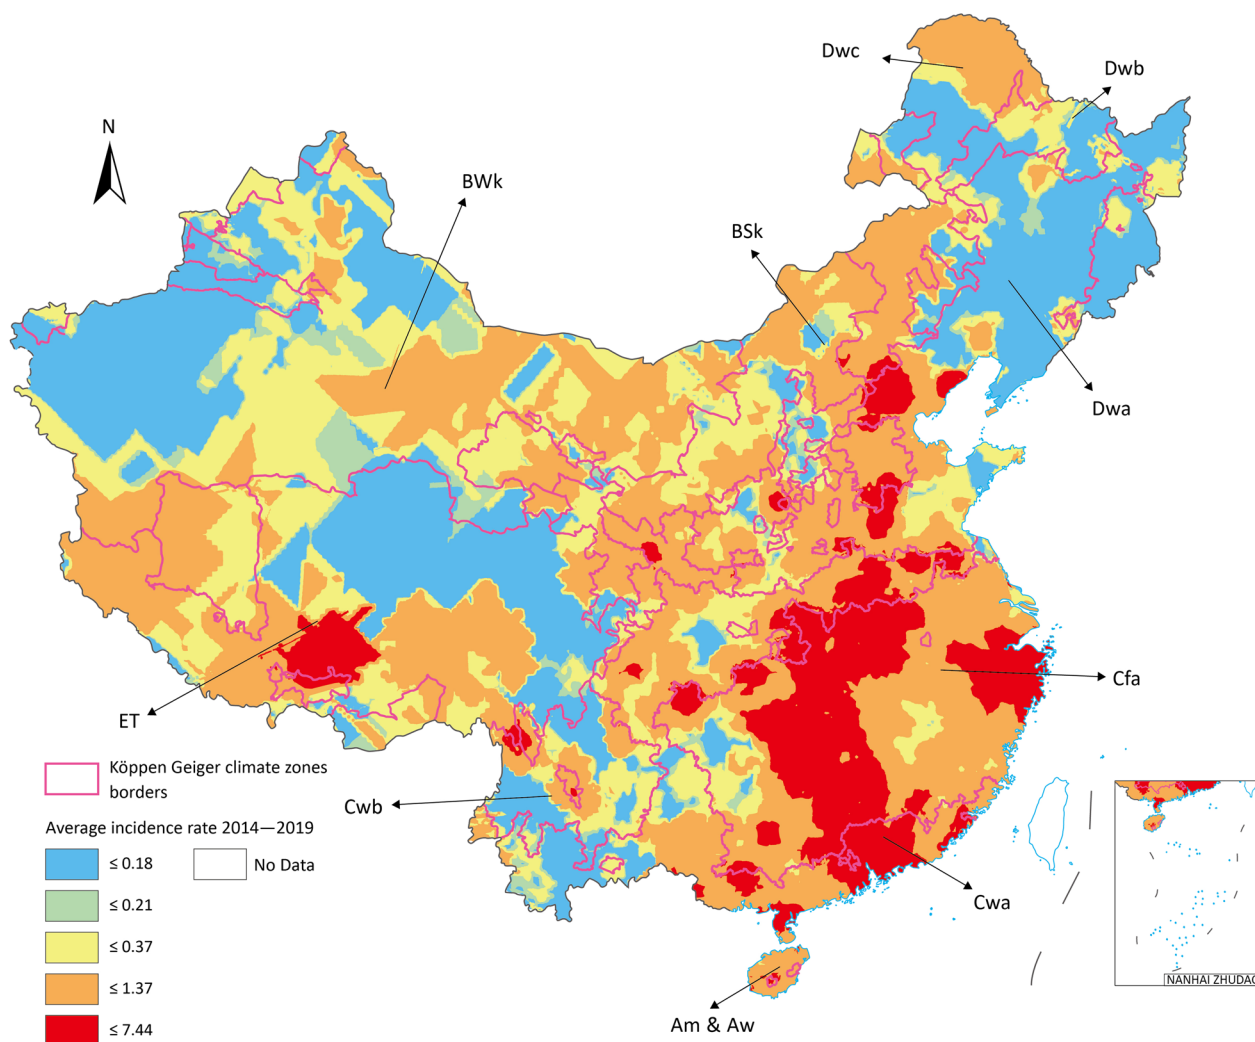 Dwc
Dwb
N
BWk
BSk
Dwa
ET
Cfa
Köppen Geiger climate zones
borders
Cwb
Average incidence rate 2014—2019
≤ 0.18
No Data
≤ 0.21
Cwa
≤ 0.37
≤ 1.37
NANHAI ZHUDAO
Am & Aw
≤ 7.44